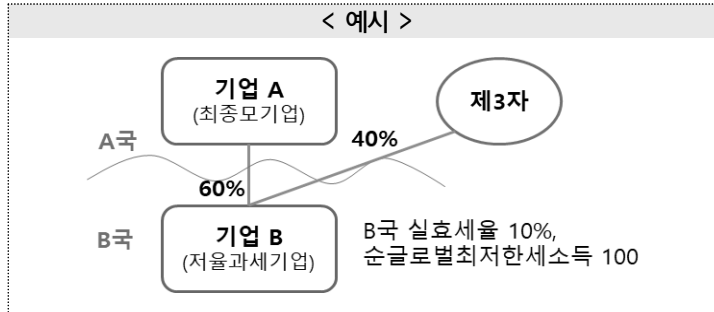 < 예시 >
기업 A
(최종모기업)
제3자
A국
40%
60%
B국
기업 B
(저율과세기업)
B국 실효세율 10%,
순글로벌최저한세소득 100